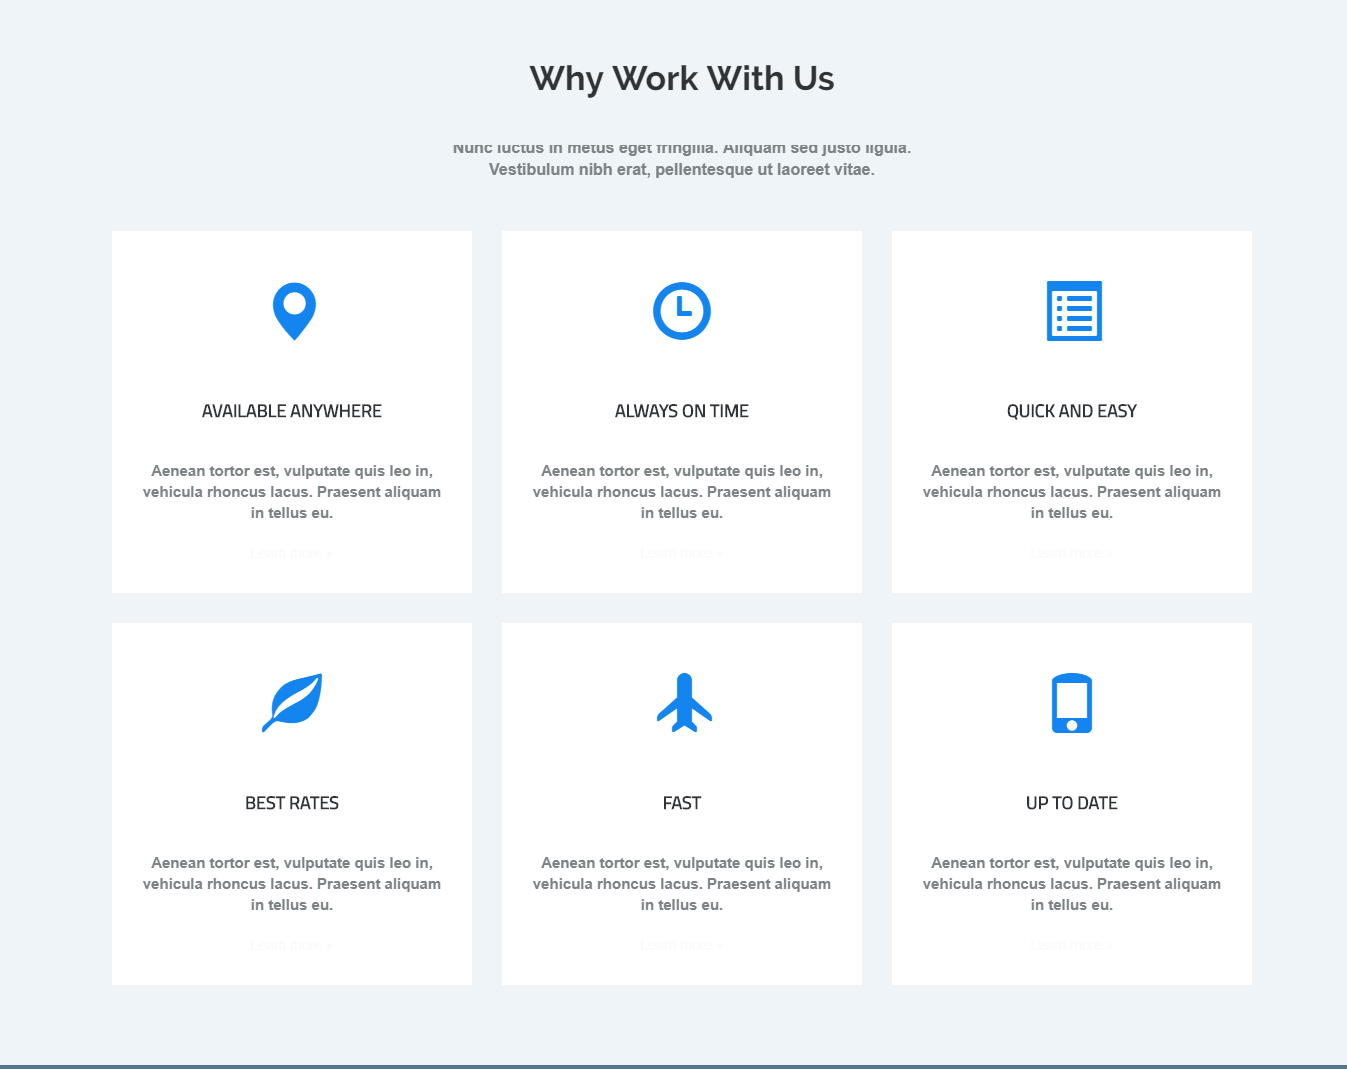 Why Work With Us
Nunc luctus in metus eget fringilla. Aliquam sed justo ligula.
Vestibulum nibh erat, pellentesque ut laoreet vitae.
AVAILABLE ANYWHERE
Aenean tortor est, vulputate quis leo in,
vehicula rhoncus lacus. Praesent aliquam
in tellus eu.
Learn more »
ALWAYS ON TIME
Aenean tortor est, vulputate quis leo in,
vehicula rhoncus lacus. Praesent aliquam
in tellus eu.
Learn more »
QUICK AND EASY
Aenean tortor est, vulputate quis leo in,
vehicula rhoncus lacus. Praesent aliquam
in tellus eu.
Learn more »
BEST RATES
Aenean tortor est, vulputate quis leo in,
vehicula rhoncus lacus. Praesent aliquam
in tellus eu.
Learn more »
FAST
Aenean tortor est, vulputate quis leo in,
vehicula rhoncus lacus. Praesent aliquam
in tellus eu.
Learn more »
UP TO DATE
Aenean tortor est, vulputate quis leo in,
vehicula rhoncus lacus. Praesent aliquam
in tellus eu.
Learn more »